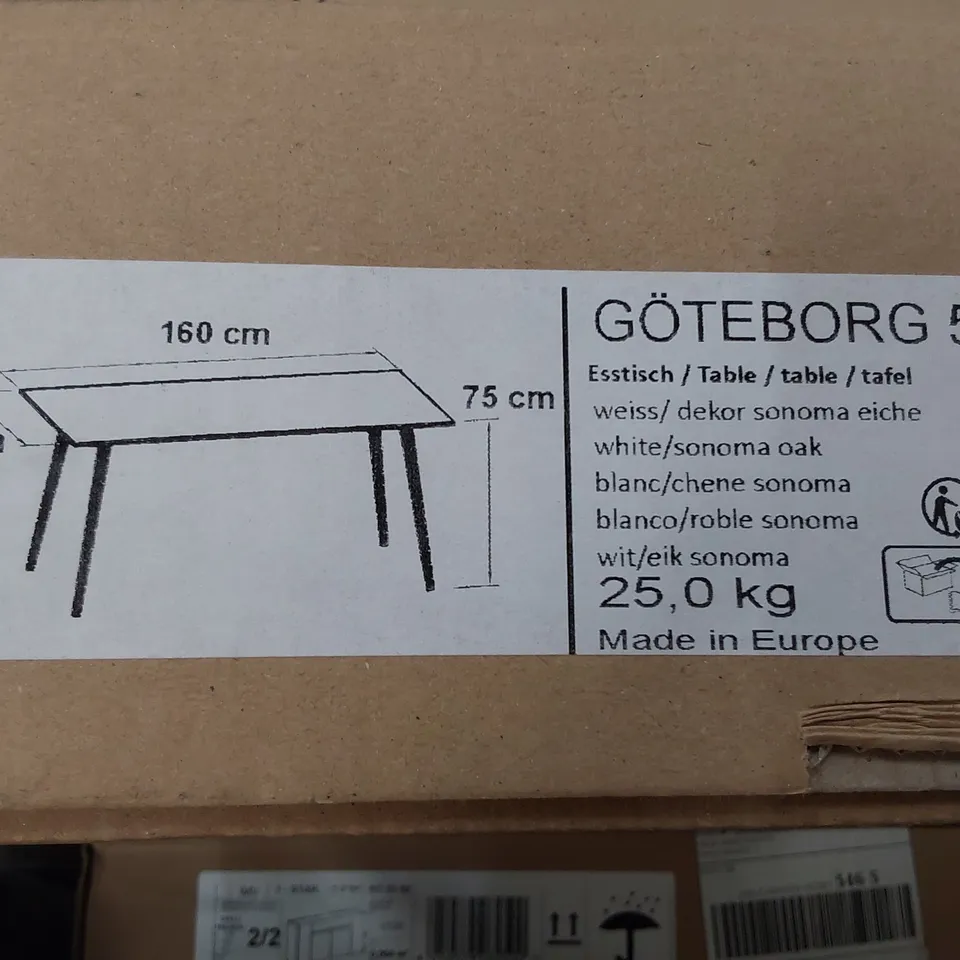 160 cm
75 cm
GÖTEBORG 5
Esstisch / Table / table / tafel
weiss/ dekor sonoma eiche
white/sonoma oak
blanc/chene sonoma
blanco/roble sonoma
wit/eik sonoma
25,0 kg
Made in Europe
2/2